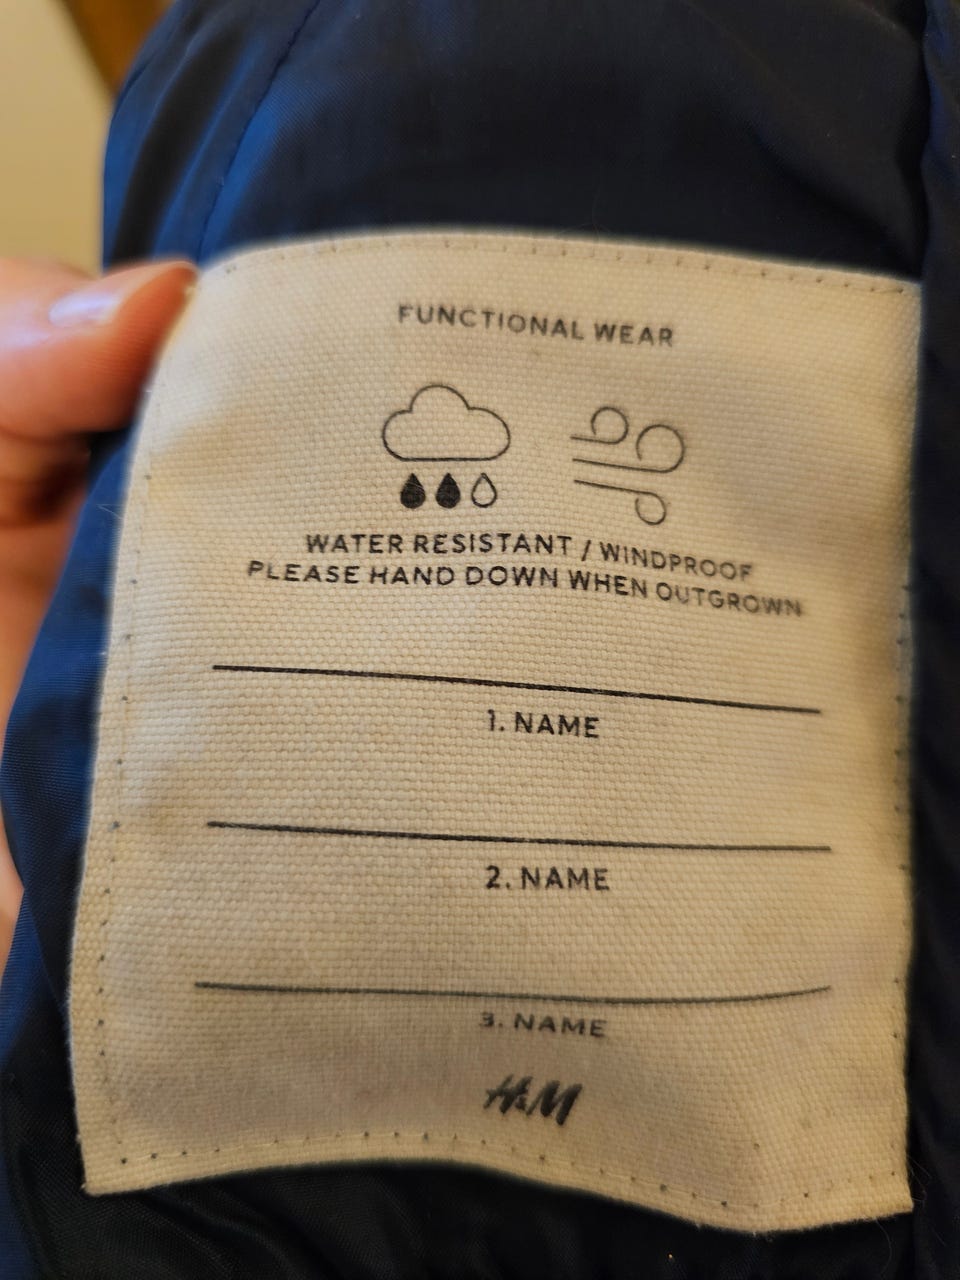 FUNCTIONAL WEAR
WATER RESISTANT / WINDPROOF
PLEASE HAND DOWN WHEN OUTGROWN
1. NAME
2. NAME
3. NAME
H&M